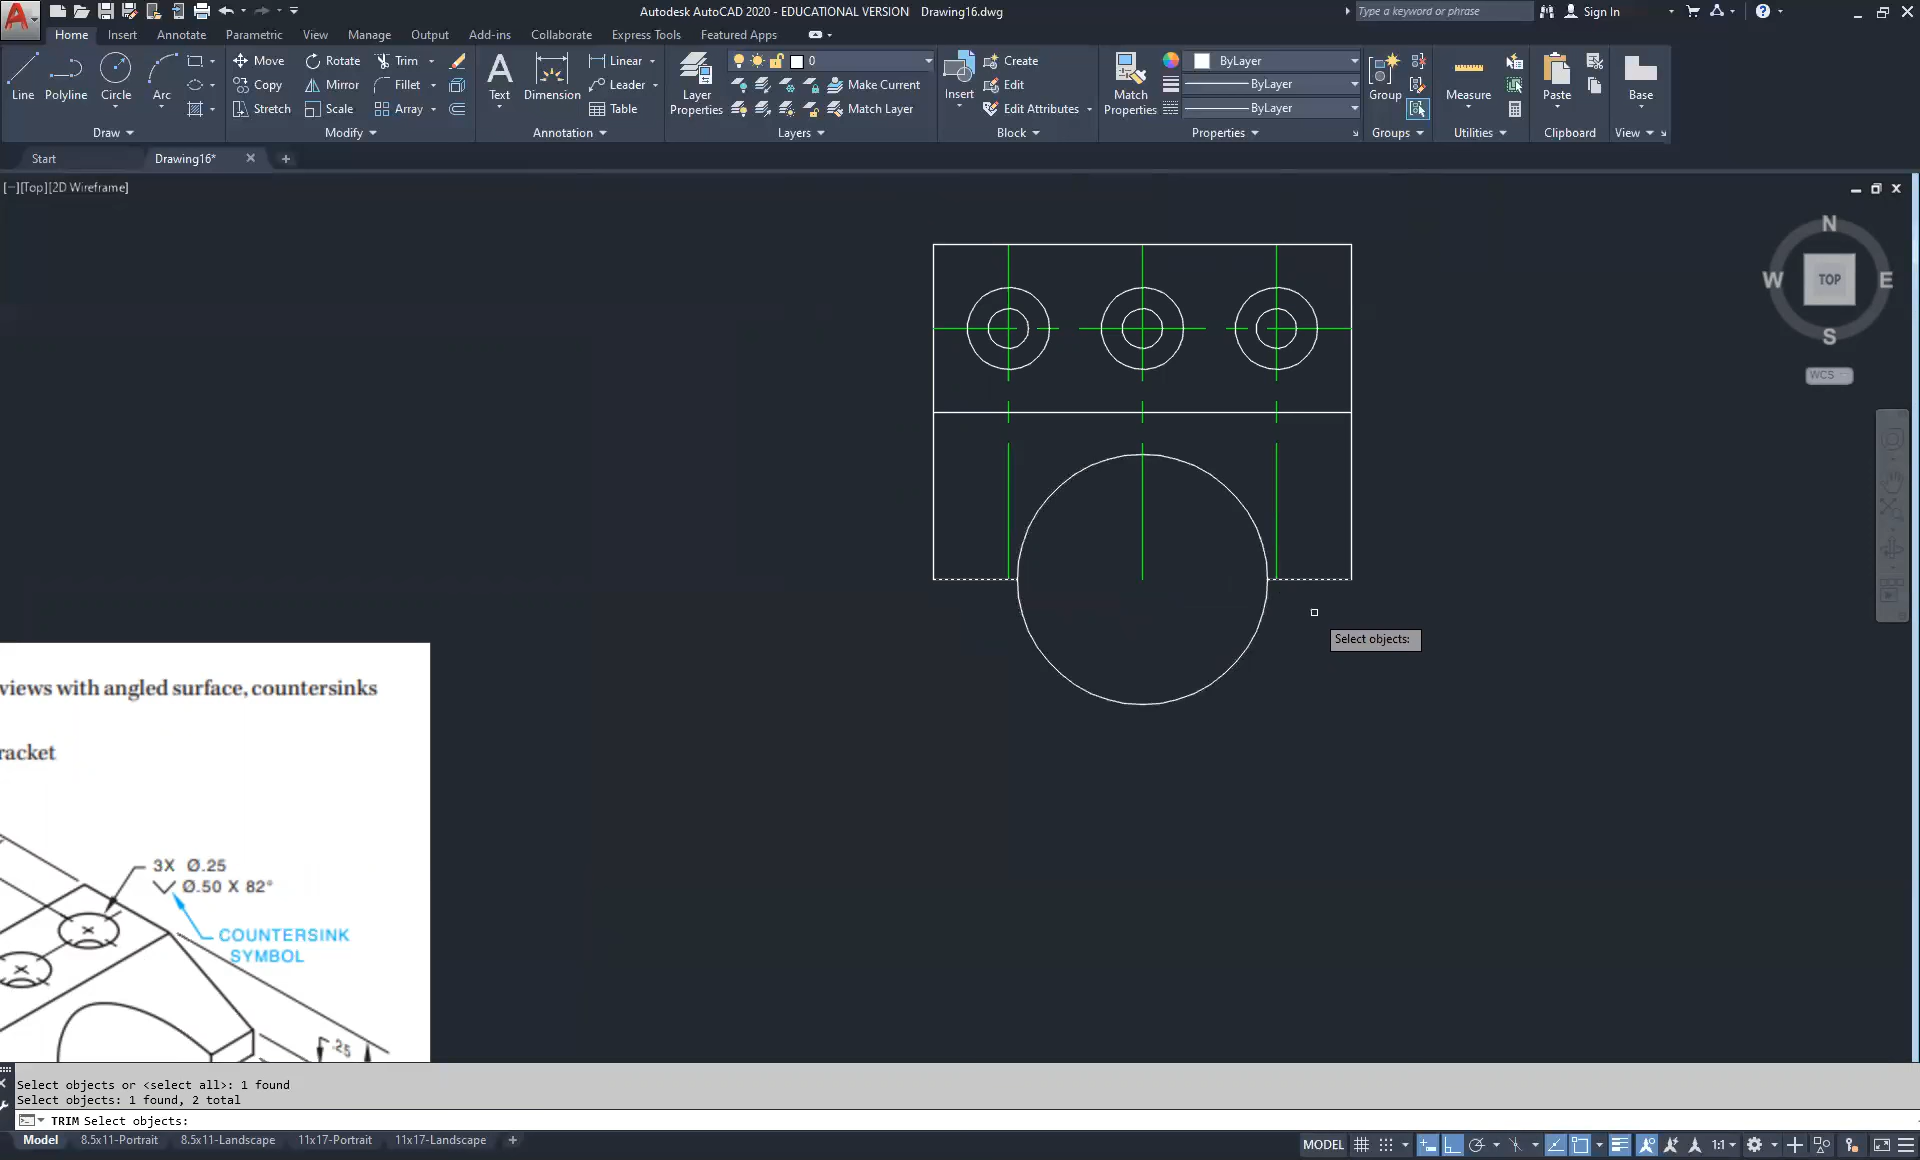 Autodesk AutoCAD 2020 - EDUCATIONAL VERSION Drawing16.dwg
Type a keyword or phrase
Sign In
Home Insert Annotate Parametric View Manage Output Add-ins Collaborate Express Tools Featured Apps
Line Polyline Circle Arc
Move Rotate Trim
Copy Mirror Fillet
Stretch Scale Array
Text Dimension
Linear
Leader
Table
Layer Properties
0
Make Current
Match Layer
Insert
Create
Edit
Edit Attributes
Match Properties
ByLayer
ByLayer
ByLayer
Group
Measure
Paste
Base
Draw Modify Annotation Layers Block Properties Groups Utilities Clipboard View
Start Drawing16*
[−][Top][2D Wireframe]
N
W TOP E
S
WCS
Select objects:
views with angled surface, countersinks
racket
3X Ø.25
Ø.50 X 82°
COUNTERSINK
SYMBOL
.25
Select objects or <select all>: 1 found
Select objects: 1 found, 2 total
TRIM Select objects:
Model 8.5x11-Portrait 8.5x11-Landscape 11x17-Portrait 11x17-Landscape
MODEL 1:1